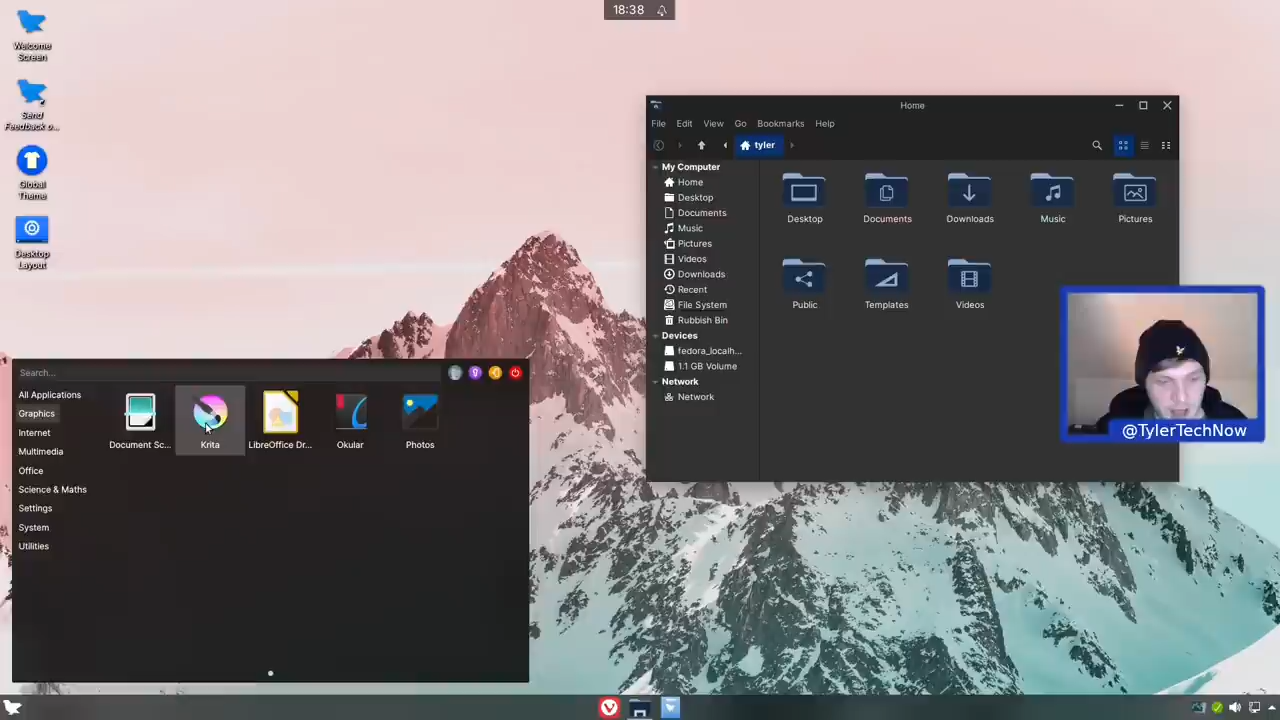 18:38
Welcome
Screen
Send
Feedback o...
Global
Theme
Desktop
Layout
Home
File Edit View Go Bookmarks Help
tyler
My Computer
Home
Desktop
Documents
Music
Pictures
Videos
Downloads
Recent
File System
Rubbish Bin
Devices
fedora_localh...
1.1 GB Volume
Network
Network
Desktop Documents Downloads Music Pictures
Public Templates Videos
@TylerTechNow
Search...
All Applications
Graphics
Internet
Multimedia
Office
Science & Maths
Settings
System
Utilities
Document Sc... Krita LibreOffice Dr... Okular Photos